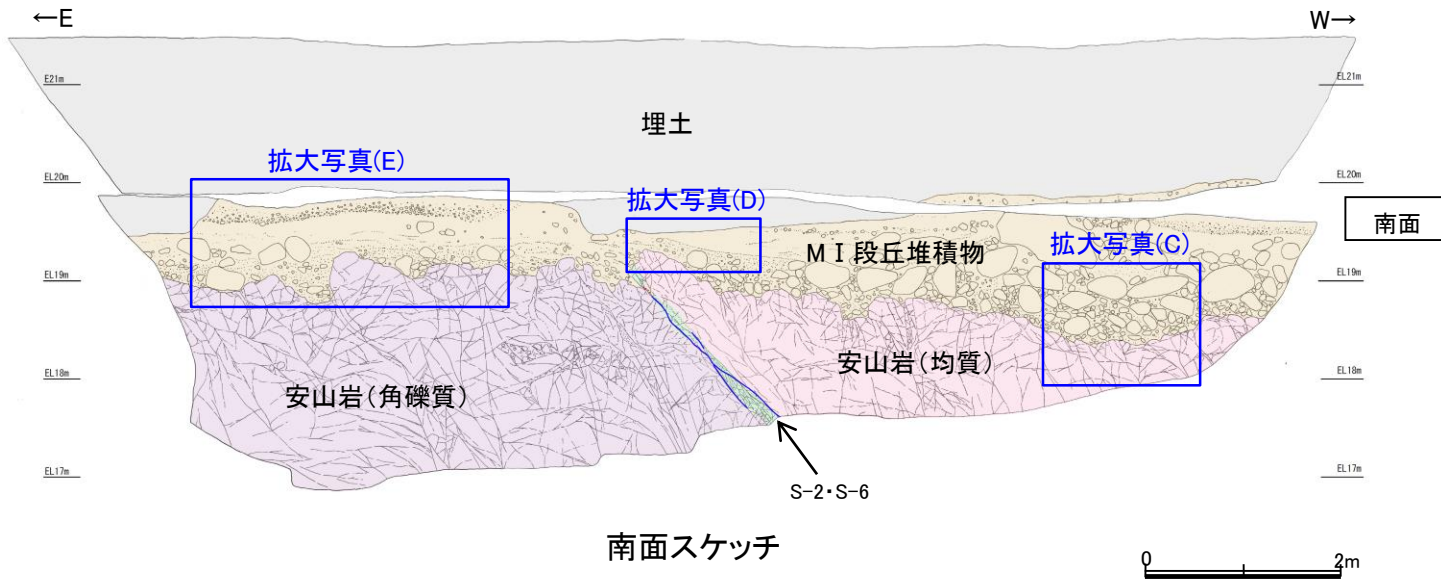 ←E
W→
E21m
EL21m
埋土
拡大写真(E)
EL20m
EL20m
拡大写真(D)
南面
MⅠ段丘堆積物
拡大写真(C)
EL19m
EL19m
安山岩(均質)
安山岩(角礫質)
EL18m
EL18m
EL17m
EL17m
S-2・S-6
南面スケッチ
0
2m